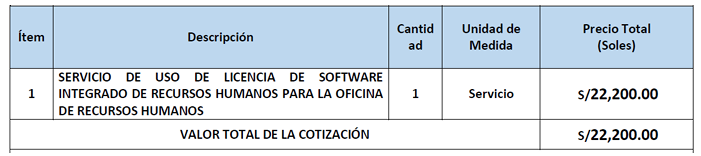 Ítem Descripción Cantid
ad Unidad de
Medida Precio Total
(Soles)
1 SERVICIO DE USO DE LICENCIA DE SOFTWARE
INTEGRADO DE RECURSOS HUMANOS PARA LA OFICINA
DE RECURSOS HUMANOS 1 Servicio S/22,200.00
VALOR TOTAL DE LA COTIZACIÓN S/22,200.00